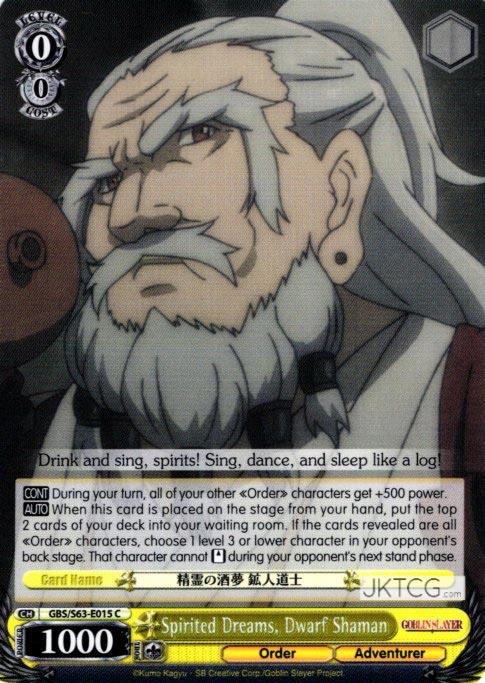 LEVEL
0
0
COST
Drink and sing, spirits! Sing, dance, and sleep like a log!
CONT During your turn, all of your other «Order» characters get +500 power.
AUTO When this card is placed on the stage from your hand, put the top
2 cards of your deck into your waiting room. If the cards revealed are all
«Order» characters, choose 1 level 3 or lower character in your opponent's
back stage. That character cannot during your opponent's next stand phase.
Card Name 精霊の酒夢 鉱人道士
JKTCG.com
CH GBS/S63-E015 C
POWER 1000 SOUL Spirited Dreams, Dwarf Shaman GOBLIN SLAYER
Order Adventurer
©Kumo Kagyu · SB Creative Corp./Goblin Slayer Project.